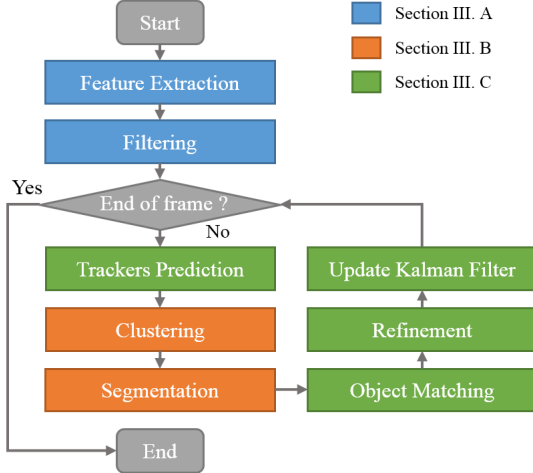 Start
Section III. A
Section III. B
Section III. C
Feature Extraction
Filtering
Yes
End of frame ?
No
Trackers Prediction
Update Kalman Filter
Clustering
Refinement
Segmentation
Object Matching
End